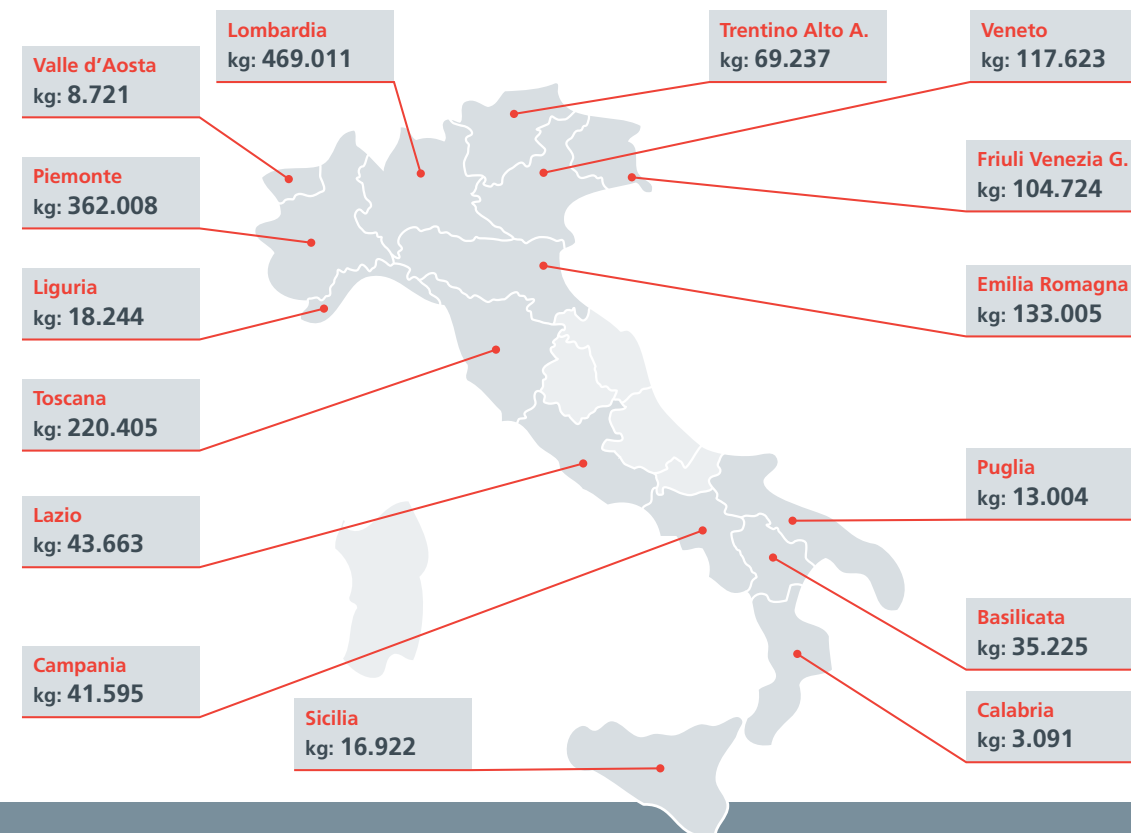 Lombardia
kg: 469.011
Trentino Alto A.
kg: 69.237
Veneto
kg: 117.623
Valle d’Aosta
kg: 8.721
Piemonte
kg: 362.008
Friuli Venezia G.
kg: 104.724
Liguria
kg: 18.244
Emilia Romagna
kg: 133.005
Toscana
kg: 220.405
Lazio
kg: 43.663
Puglia
kg: 13.004
Campania
kg: 41.595
Basilicata
kg: 35.225
Sicilia
kg: 16.922
Calabria
kg: 3.091